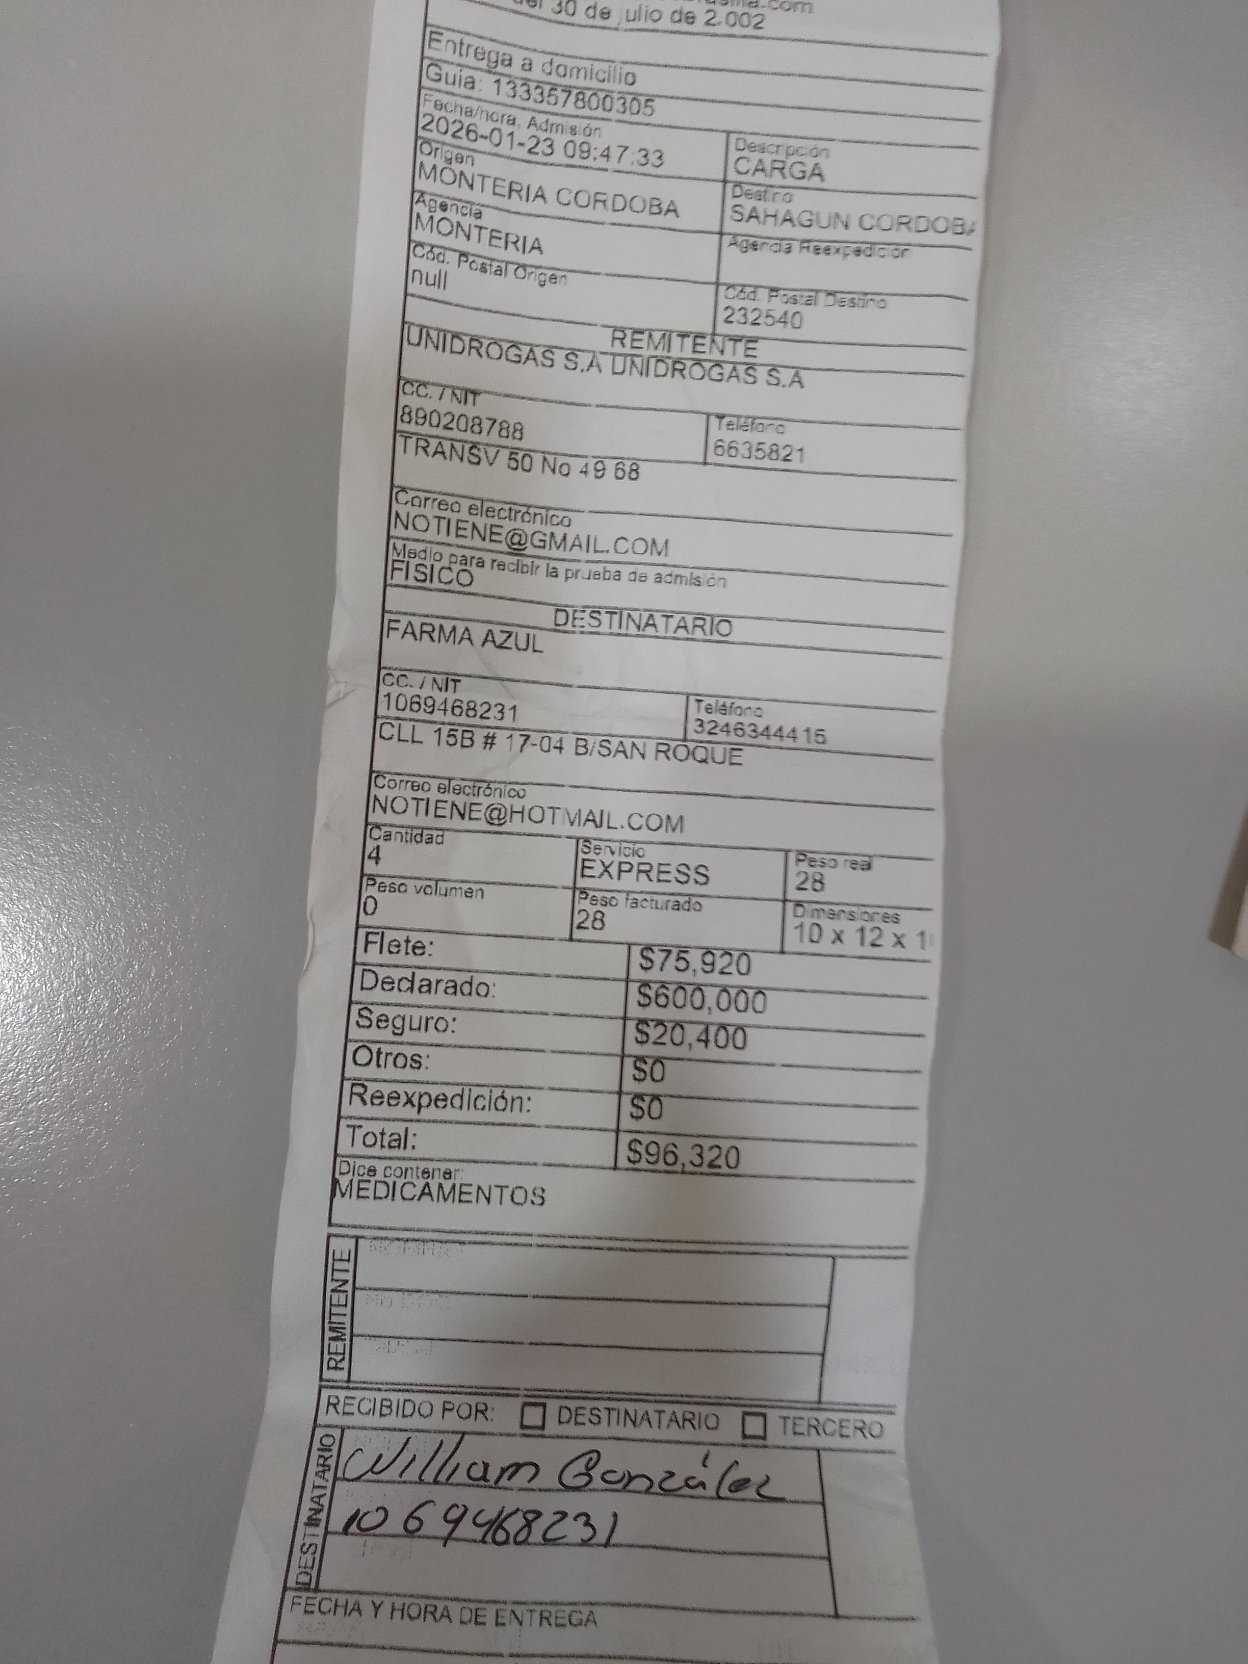 del 30 de julio de 2.002
Entrega a domicilio
Guia: 133357800305
Fecha/hora, Admisión
2026-01-23 09:47:33
Descripción
CARGA
Origen
MONTERIA CORDOBA
Destino
SAHAGUN CORDOBA
Agencia
MONTERIA
Agencia Reexpedición
Cód. Postal Origen
null
Cód. Postal Destino
232540
REMITENTE
UNIDROGAS S.A UNIDROGAS S.A
CC. / NIT
890208788
Teléfono
6635821
TRANSV 50 No 49 68
Correo electrónico
NOTIENE@GMAIL.COM
Medio para recibir la prueba de admisión
FISICO
DESTINATARIO
FARMA AZUL
CC. / NIT
1069468231
Teléfono
3246344415
CLL 15B # 17-04 B/SAN ROQUE
Correo electrónico
NOTIENE@HOTMAIL.COM
Cantidad
4
Servicio
EXPRESS
Peso real
28
Peso volumen
0
Peso facturado
28
Dimensiones
10 x 12 x 1
Flete: $75,920
Declarado: $600,000
Seguro: $20,400
Otros: $0
Reexpedición: $0
Total: $96,320
Dice contener:
MEDICAMENTOS
REMITENTE
RECIBIDO POR: DESTINATARIO TERCERO
DESTINATARIO
William González
1069468231
FECHA Y HORA DE ENTREGA